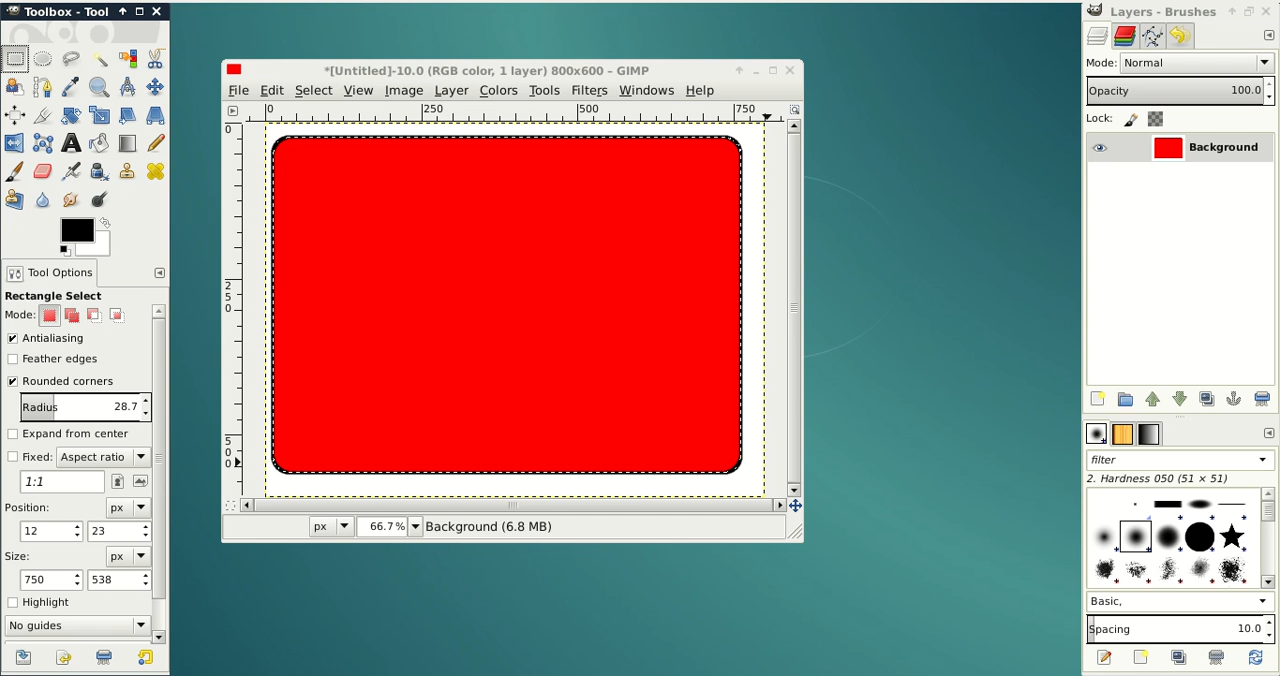 Toolbox - Tool
Tool Options
Rectangle Select
Mode:
Antialiasing
Feather edges
Rounded corners
Radius 28.7
Expand from center
Fixed: Aspect ratio
1:1
Position: px
12 23
Size: px
750 538
Highlight
No guides
*[Untitled]-10.0 (RGB color, 1 layer) 800x600 – GIMP
File Edit Select View Image Layer Colors Tools Filters Windows Help
0 250 500 750
0
250
500
px 66.7% Background (6.8 MB)
Layers - Brushes
Mode: Normal
Opacity 100.0
Lock:
Background
filter
2. Hardness 050 (51 × 51)
Basic,
Spacing 10.0